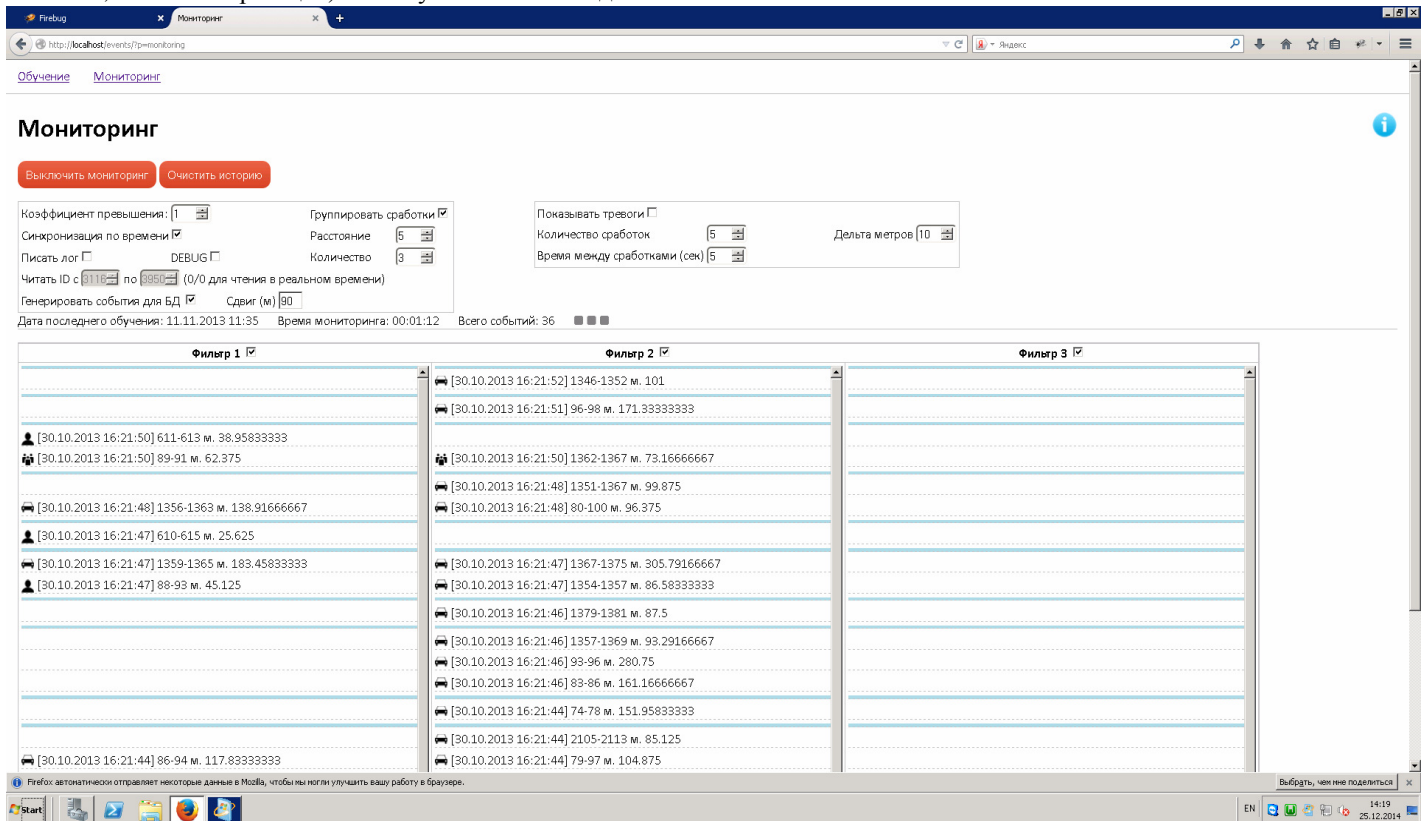 Firebug × Мониторинг × +
http://localhost/events/?p=monitoring Яндекс
Обучение Мониторинг
Мониторинг
Выключить мониторинг Очистить историю
Коэффициент превышения: 1 Группировать сработки Показывать тревоги
Синхронизация по времени Расстояние 5 Количество сработок 5 Дельта метров 10
Писать лог DEBUG Количество 3 Время между сработками (сек) 5
Читать ID с 3116 по 3950 (0/0 для чтения в реальном времени)
Генерировать события для БД Сдвиг (м) 90
Дата последнего обучения: 11.11.2013 11:35 Время мониторинга: 00:01:12 Всего событий: 36
Фильтр 1 Фильтр 2 Фильтр 3
[30.10.2013 16:21:52] 1346-1352 м. 101
[30.10.2013 16:21:51] 96-98 м. 171.33333333
[30.10.2013 16:21:50] 611-613 м. 38.95833333
[30.10.2013 16:21:50] 89-91 м. 62.375 [30.10.2013 16:21:50] 1362-1367 м. 73.16666667
[30.10.2013 16:21:48] 1351-1367 м. 99.875
[30.10.2013 16:21:48] 1356-1363 м. 138.91666667 [30.10.2013 16:21:48] 80-100 м. 96.375
[30.10.2013 16:21:47] 610-615 м. 25.625
[30.10.2013 16:21:47] 1359-1365 м. 183.45833333 [30.10.2013 16:21:47] 1367-1375 м. 305.79166667
[30.10.2013 16:21:47] 88-93 м. 45.125 [30.10.2013 16:21:47] 1354-1357 м. 86.58333333
[30.10.2013 16:21:46] 1379-1381 м. 87.5
[30.10.2013 16:21:46] 1357-1369 м. 93.29166667
[30.10.2013 16:21:46] 93-96 м. 280.75
[30.10.2013 16:21:46] 83-86 м. 161.16666667
[30.10.2013 16:21:44] 74-78 м. 151.95833333
[30.10.2013 16:21:44] 2105-2113 м. 85.125
[30.10.2013 16:21:44] 86-94 м. 117.83333333 [30.10.2013 16:21:44] 79-97 м. 104.875
Firefox автоматически отправляет некоторые данные в Mozilla, чтобы мы могли улучшить вашу работу в браузере. Выбрать, чем мне поделиться ×
Start EN 14:19
25.12.2014